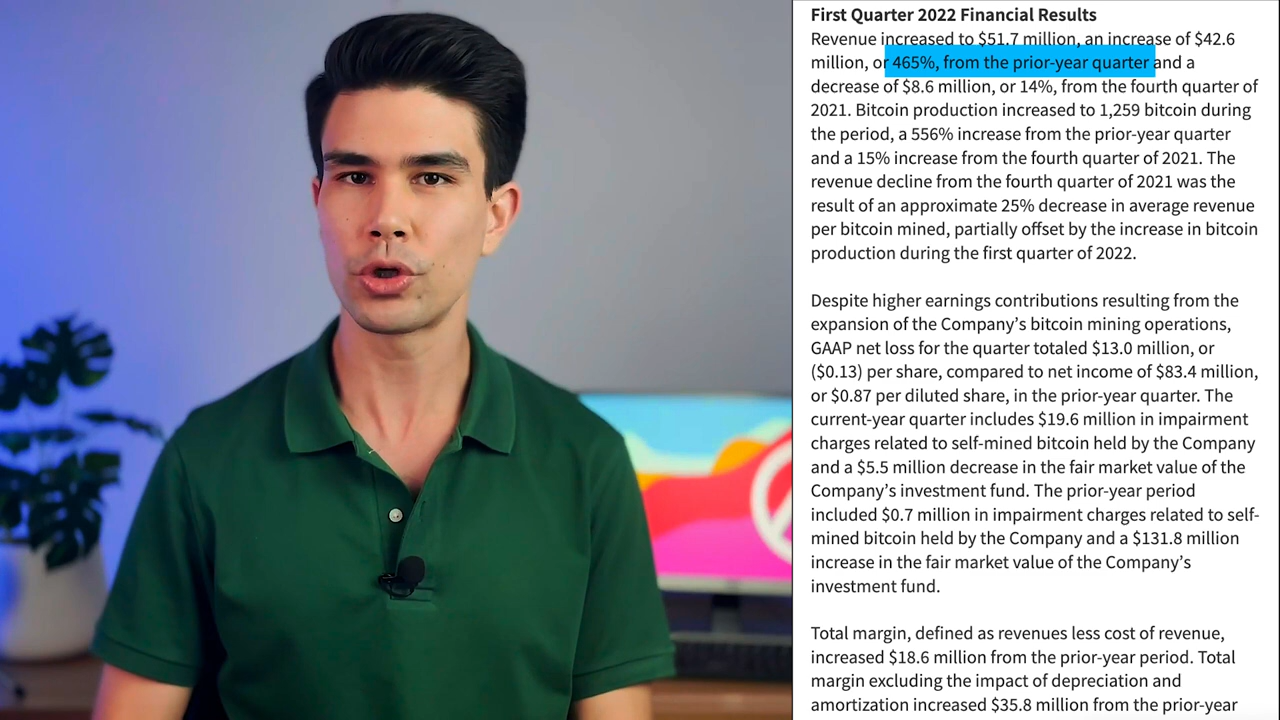 First Quarter 2022 Financial Results
Revenue increased to $51.7 million, an increase of $42.6
million, or 465%, from the prior-year quarter and a
decrease of $8.6 million, or 14%, from the fourth quarter of
2021. Bitcoin production increased to 1,259 bitcoin during
the period, a 556% increase from the prior-year quarter
and a 15% increase from the fourth quarter of 2021. The
revenue decline from the fourth quarter of 2021 was the
result of an approximate 25% decrease in average revenue
per bitcoin mined, partially offset by the increase in bitcoin
production during the first quarter of 2022.
Despite higher earnings contributions resulting from the
expansion of the Company’s bitcoin mining operations,
GAAP net loss for the quarter totaled $13.0 million, or
($0.13) per share, compared to net income of $83.4 million,
or $0.87 per diluted share, in the prior-year quarter. The
current-year quarter includes $19.6 million in impairment
charges related to self-mined bitcoin held by the Company
and a $5.5 million decrease in the fair market value of the
Company’s investment fund. The prior-year period
included $0.7 million in impairment charges related to self-
mined bitcoin held by the Company and a $131.8 million
increase in the fair market value of the Company’s
investment fund.
Total margin, defined as revenues less cost of revenue,
increased $18.6 million from the prior-year period. Total
margin excluding the impact of depreciation and
amortization increased $35.8 million from the prior-year